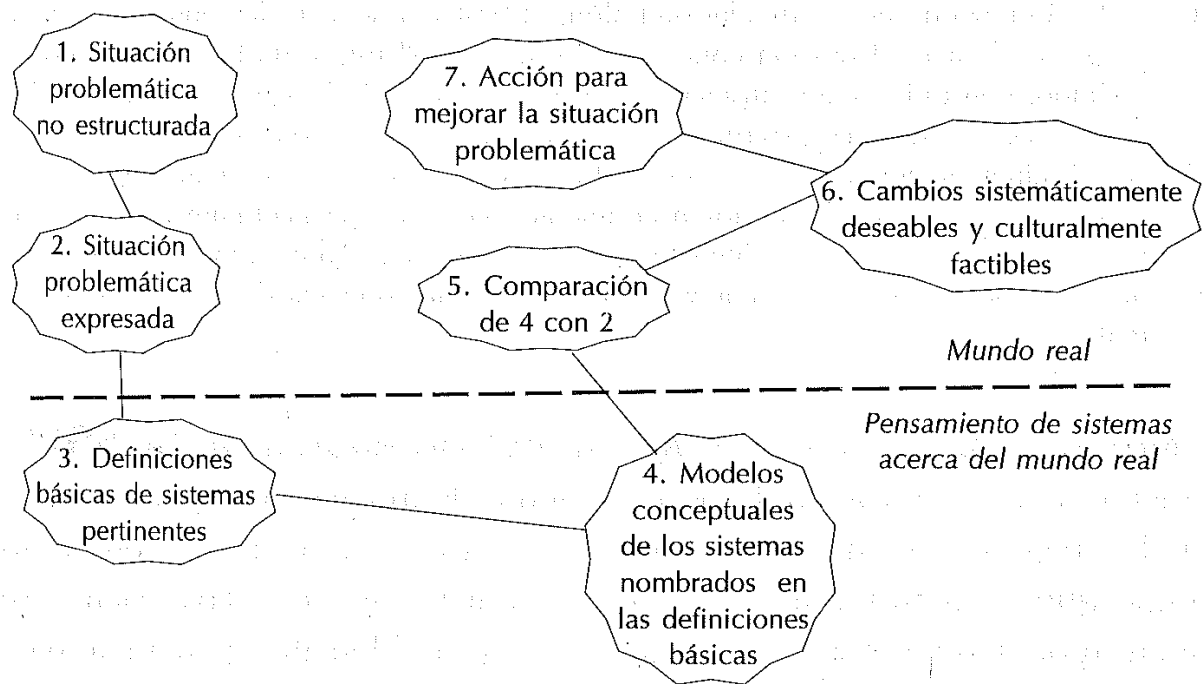 1. Situación
problemática
no estructurada
2. Situación
problemática
expresada
3. Definiciones
básicas de sistemas
pertinentes
4. Modelos
conceptuales
de los sistemas
nombrados en
las definiciones
básicas
5. Comparación
de 4 con 2
6. Cambios sistemáticamente
deseables y culturalmente
factibles
7. Acción para
mejorar la situación
problemática
Mundo real
Pensamiento de sistemas
acerca del mundo real